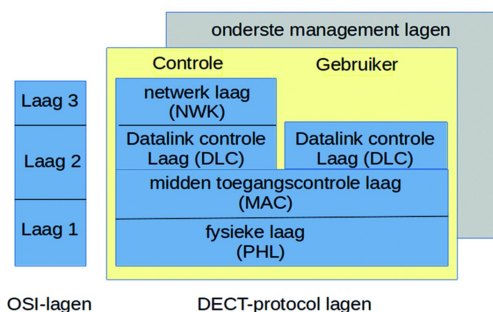 onderste management lagen
Controle
Gebruiker
Laag 3
netwerk laag
(NWK)
Laag 2
Datalink controle
Laag (DLC)
Datalink controle
Laag (DLC)
midden toegangscontrole laag
(MAC)
Laag 1
fysieke laag
(PHL)
OSI-lagen
DECT-protocol lagen